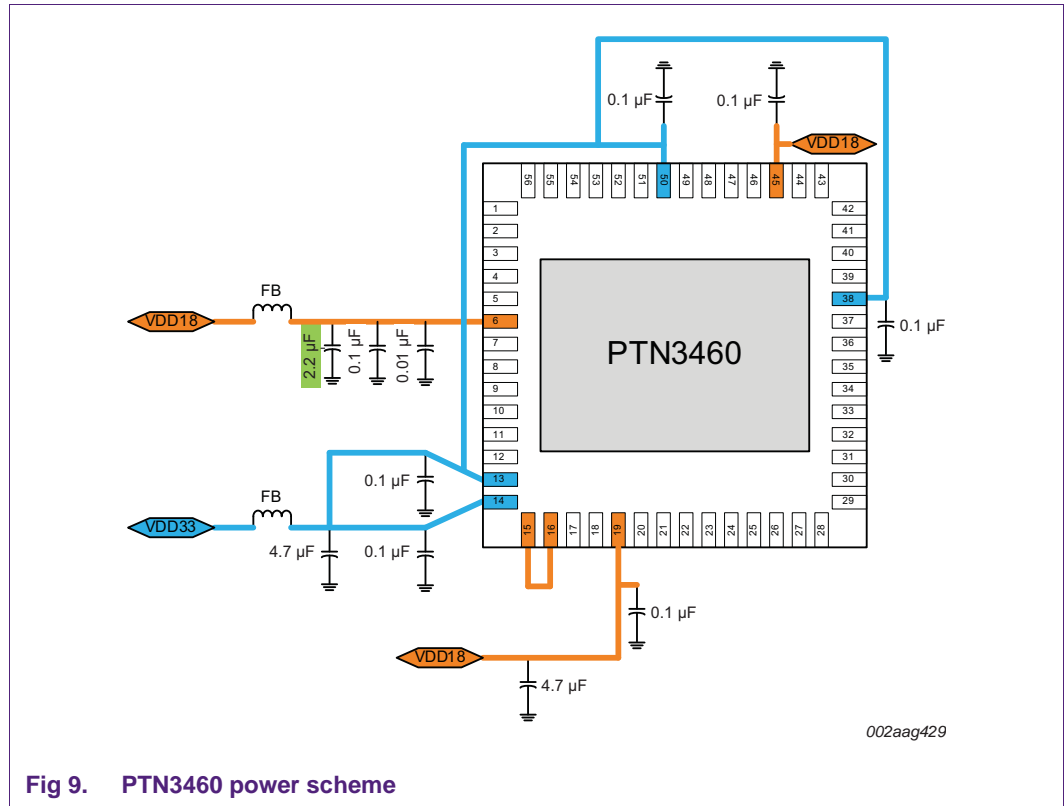 0.1 µF
0.1 µF
VDD18
56 55 54 53 52 51 50 49 48 47 46 45 44 43
1
2
3
4
5
6
7
8
9
10
11
12
13
14
42
41
40
39
38
37
36
35
34
33
32
31
30
29
0.1 µF
FB
VDD18
2.2 µF
0.1 µF
0.01 µF
PTN3460
0.1 µF
FB
VDD33
4.7 µF
0.1 µF
15 16 17 18 19 20 21 22 23 24 25 26 27 28
0.1 µF
VDD18
4.7 µF
002aag429
Fig 9. PTN3460 power scheme